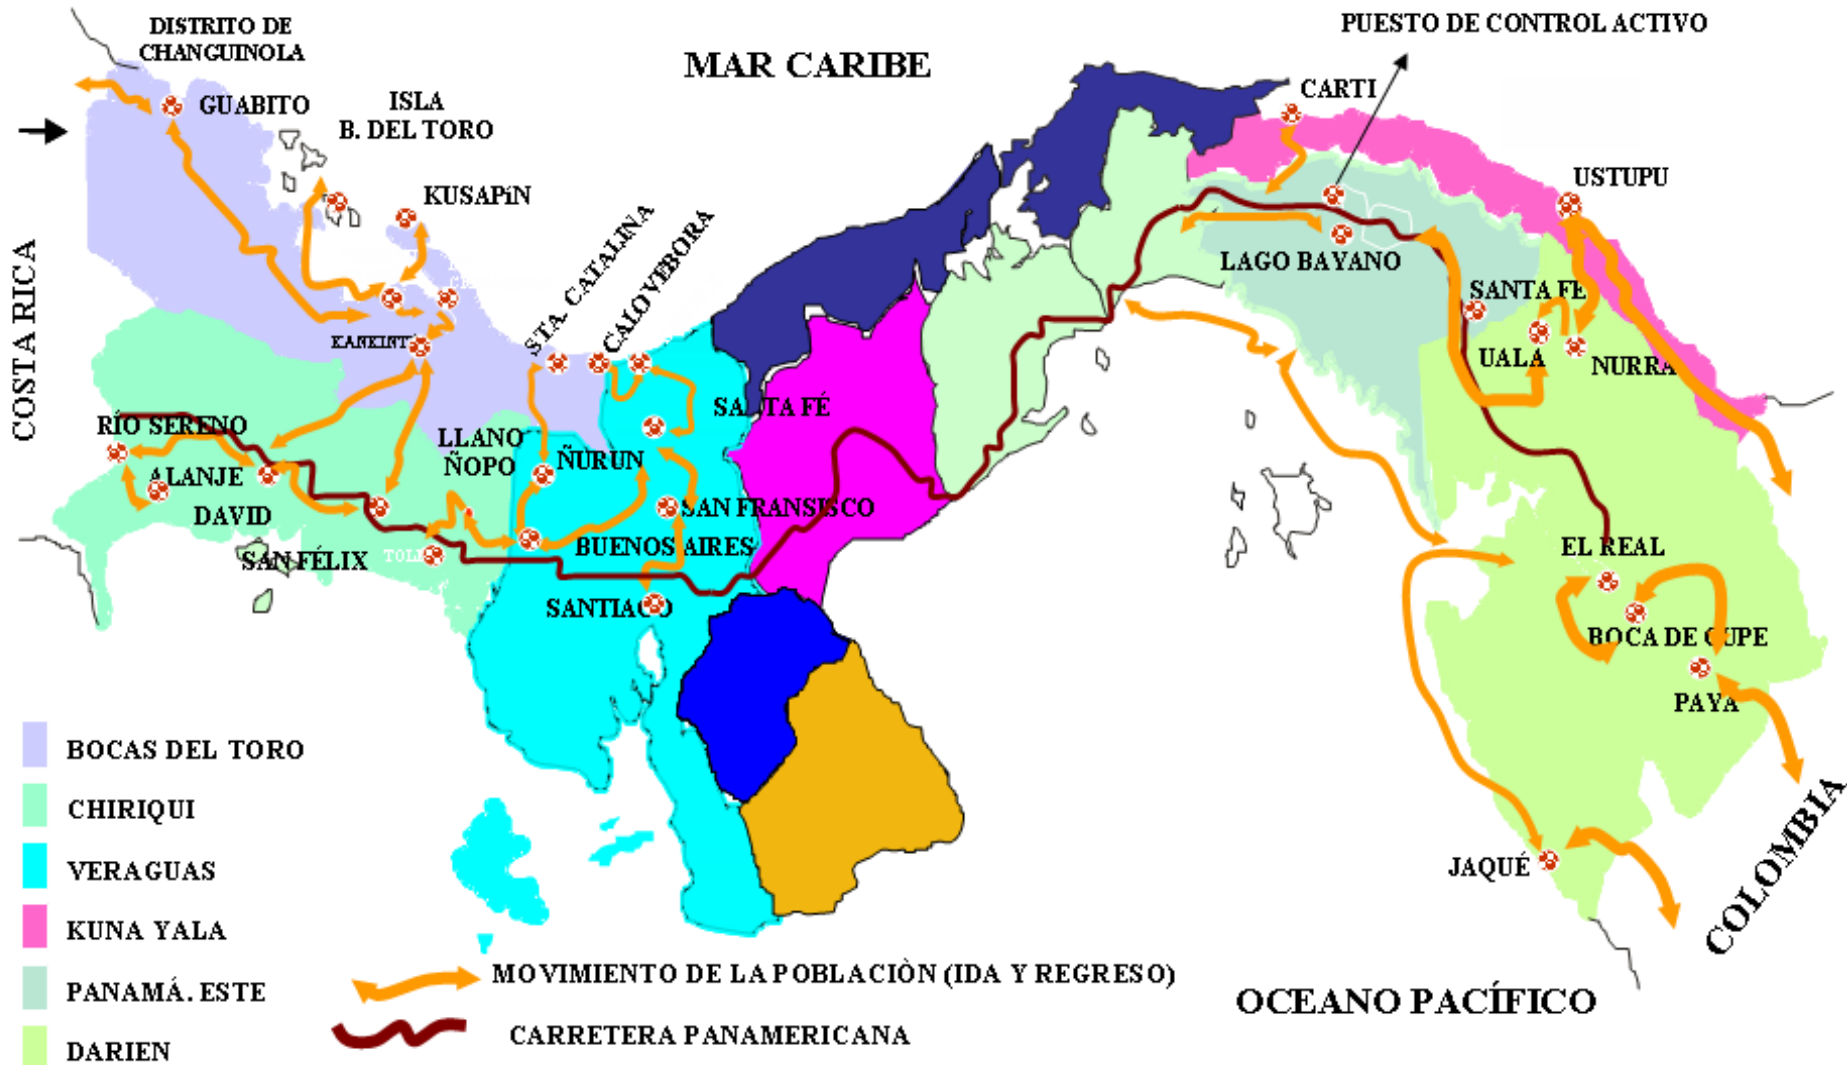 DISTRITO DE
CHANGUINOLA
GUABITO
ISLA
B. DEL TORO
KUSAPíN
MAR CARIBE
PUESTO DE CONTROL ACTIVO
CARTI
USTUPU
COSTA RICA
STA. CATALINA
CALOVEBORA
LAGO BAYANO
SANTA FE
UALA
NURRA
KANKINT
RÍO SERENO
ALANJE
DAVID
SAN FÉLIX
TOL
LLANO
ÑOPO
ÑURUN
SANTA FÉ
SAN FRANSISCO
BUENOS AIRES
SANTIAGO
EL REAL
BOCA DE CUPE
PAYA
JAQUÉ
COLOMBIA
BOCAS DEL TORO
CHIRIQUI
VERAGUAS
KUNA YALA
PANAMÁ. ESTE
DARIEN
MOVIMIENTO DE LA POBLACIÒN (IDA Y REGRESO)
CARRETERA PANAMERICANA
OCEANO PACÍFICO